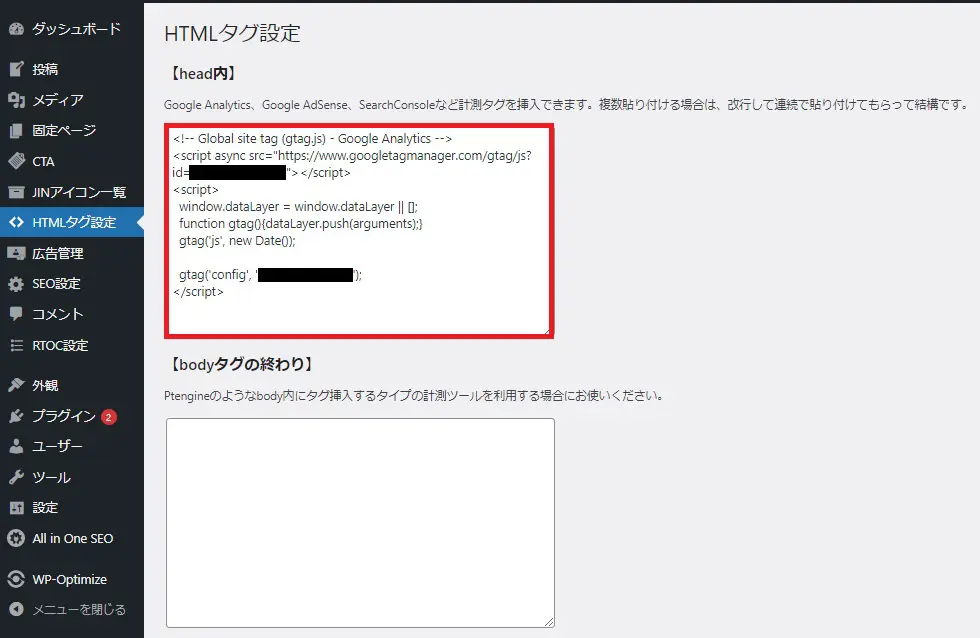 ダッシュボード
投稿
メディア
固定ページ
CTA
JINアイコン一覧
HTMLタグ設定
広告管理
SEO設定
コメント
RTOC設定
外観
プラグイン 2
ユーザー
ツール
設定
All in One SEO
WP-Optimize
メニューを閉じる
HTMLタグ設定
【head内】
Google Analytics、Google AdSense、SearchConsoleなど計測タグを挿入できます。複数貼り付ける場合は、改行して連続で貼り付けてもらって結構です。
<!-- Global site tag (gtag.js) - Google Analytics -->
<script async src="https://www.googletagmanager.com/gtag/js?
id="></script>
<script>
window.dataLayer = window.dataLayer || [];
function gtag(){dataLayer.push(arguments);}
gtag('js', new Date());
gtag('config', '');
</script>
【bodyタグの終わり】
Ptengineのようなbody内にタグ挿入するタイプの計測ツールを利用する場合にお使いください。